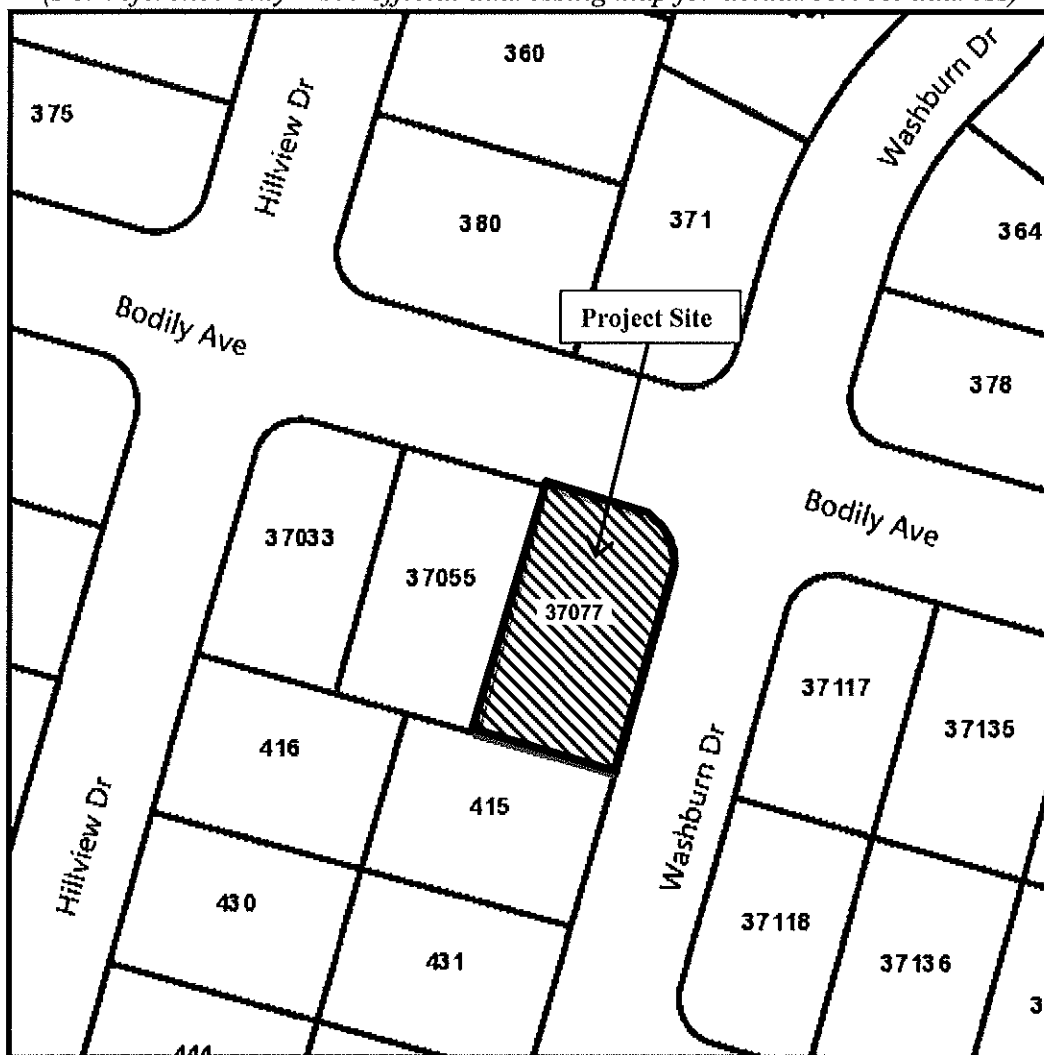 360
375
Hillview Dr
Washburn Dr
380
371
364
Bodily Ave
Project Site
378
37033
37055
37077
Bodily Ave
37117
37135
416
415
Hillview Dr
Washburn Dr
430
431
37118
37136